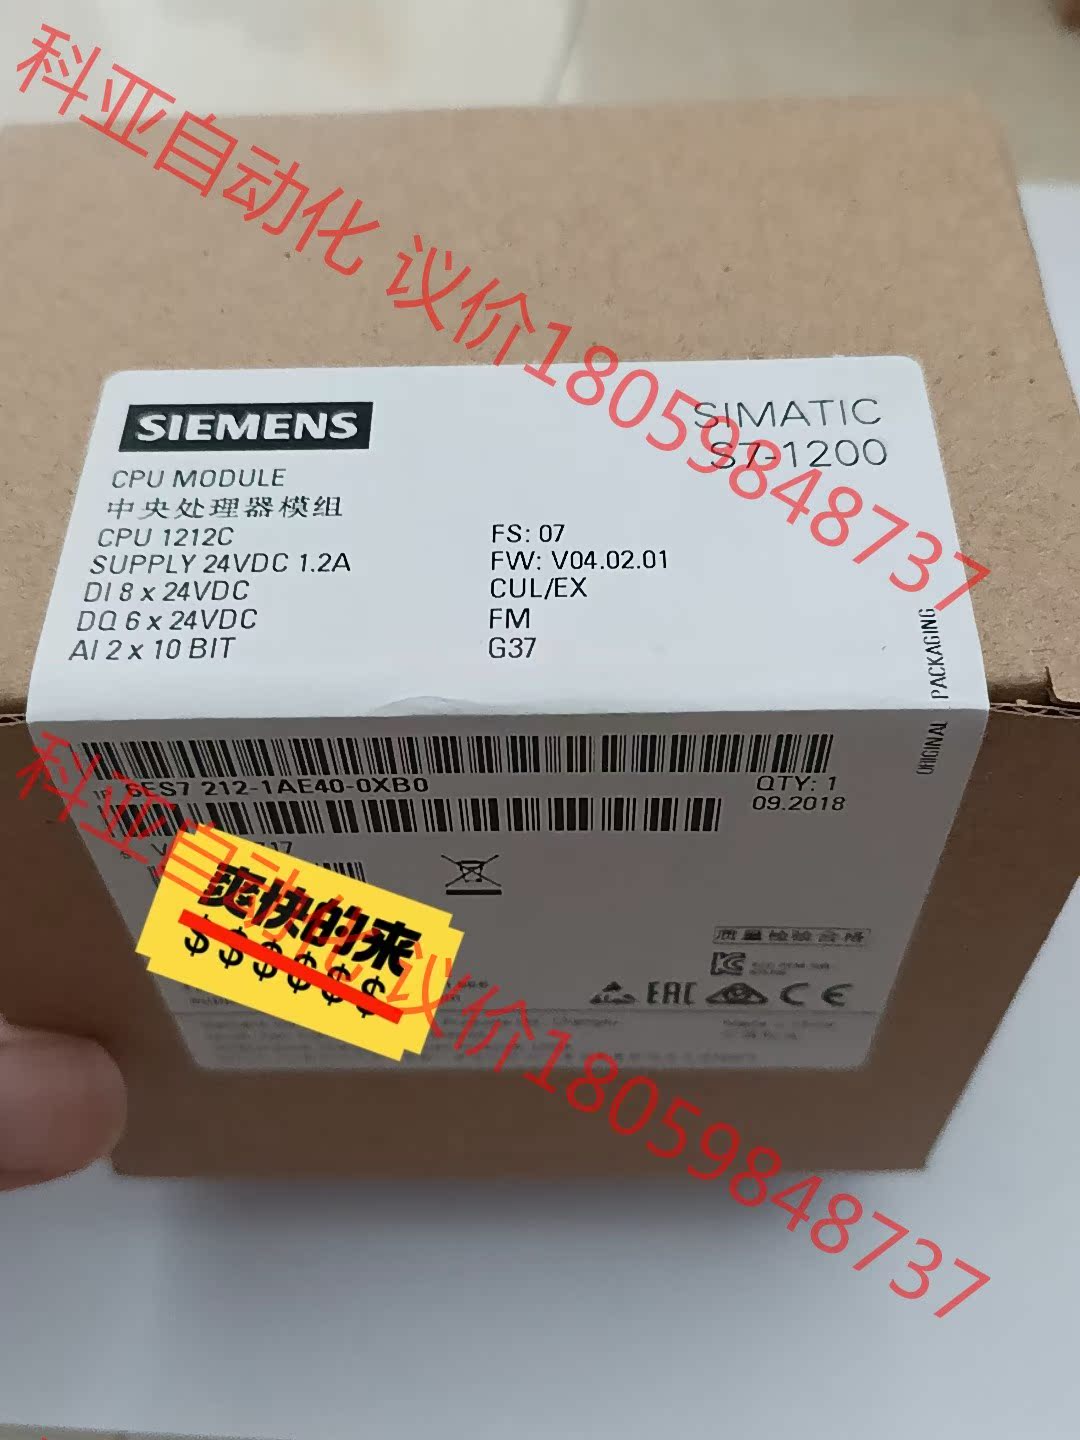 科亚自动化 议价18059848737
SIEMENS
SIMATIC
S7-1200
CPU MODULE
中央处理器模组
CPU 1212C
SUPPLY 24VDC 1.2A
DI 8 x 24VDC
DQ 6 x 24VDC
AI 2 x 10 BIT
FS: 07
FW: V04.02.01
CUL/EX
FM
G37
ORIGINAL PACKAGING
1P 6ES7 212-1AE40-0XB0
QTY: 1
09.2018
S V
科亚自动化 议价18059848737
爽快的来
$$$$$$
质量检验合格
EAC
CE